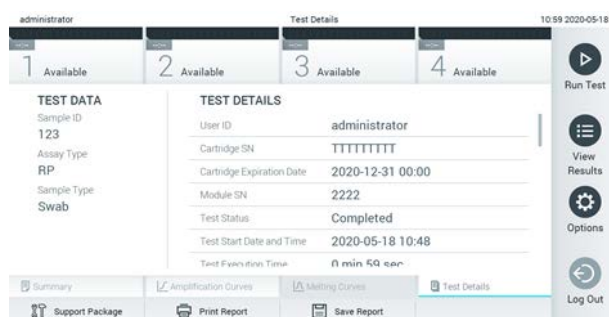 administrator Test Details 10:59 2020-05-18
1 Available 2 Available 3 Available 4 Available
Run Test
TEST DATA
Sample ID
123
Assay Type
RP
Sample Type
Swab
TEST DETAILS
User ID administrator
Cartridge SN TTTTTTTTT
Cartridge Expiration Date 2020-12-31 00:00
Module SN 2222
Test Status Completed
Test Start Date and Time 2020-05-18 10:48
Test Execution Time 0 min 59 sec
View
Results
Options
Log Out
Summary Amplification Curves Melting Curves Test Details
Support Package Print Report Save Report